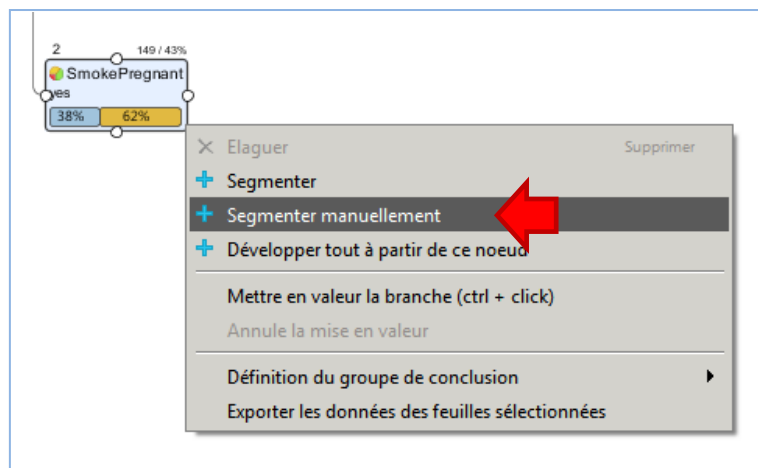 2 149 / 43%
SmokePregnant
yes
38% 62%
Elaguer Supprimer
Segmenter
Segmenter manuellement
Développer tout à partir de ce noeud
Mettre en valeur la branche (ctrl + click)
Annule la mise en valeur
Définition du groupe de conclusion
Exporter les données des feuilles sélectionnées